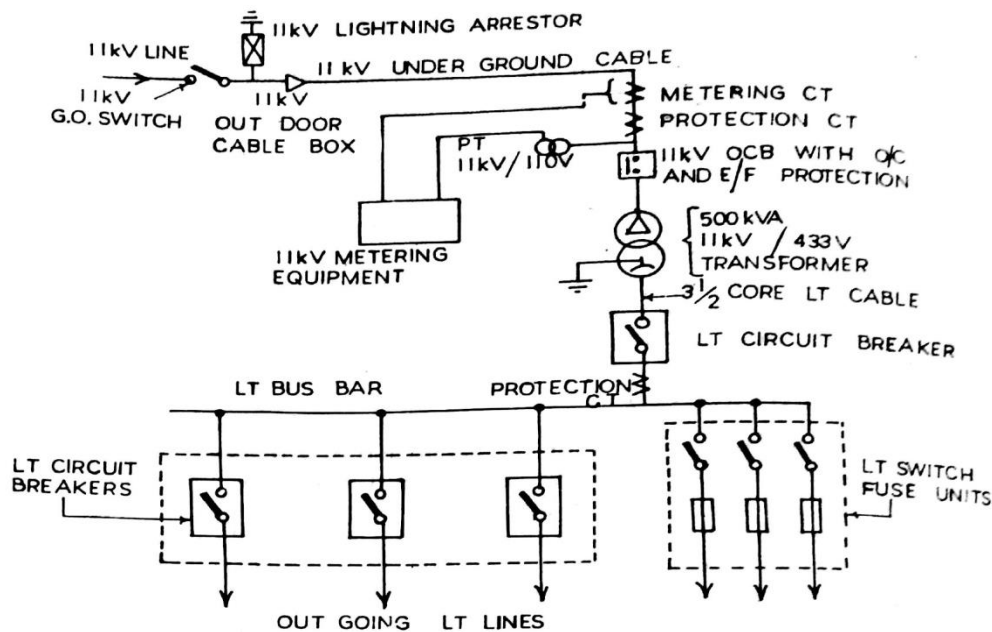 11kV LIGHTNING ARRESTOR
11kV LINE
11kV UNDER GROUND CABLE
11kV
G.O. SWITCH
11kV
OUT DOOR
CABLE BOX
METERING CT
PROTECTION CT
PT
11kV/110V
11kV OCB WITH O/C
AND E/F PROTECTION
11kV METERING
EQUIPMENT
500 kVA
11kV / 433V
TRANSFORMER
3 1/2 CORE LT CABLE
LT CIRCUIT BREAKER
LT BUS BAR
PROTECTION
CT
LT CIRCUIT
BREAKERS
LT SWITCH
FUSE UNITS
OUT GOING LT LINES